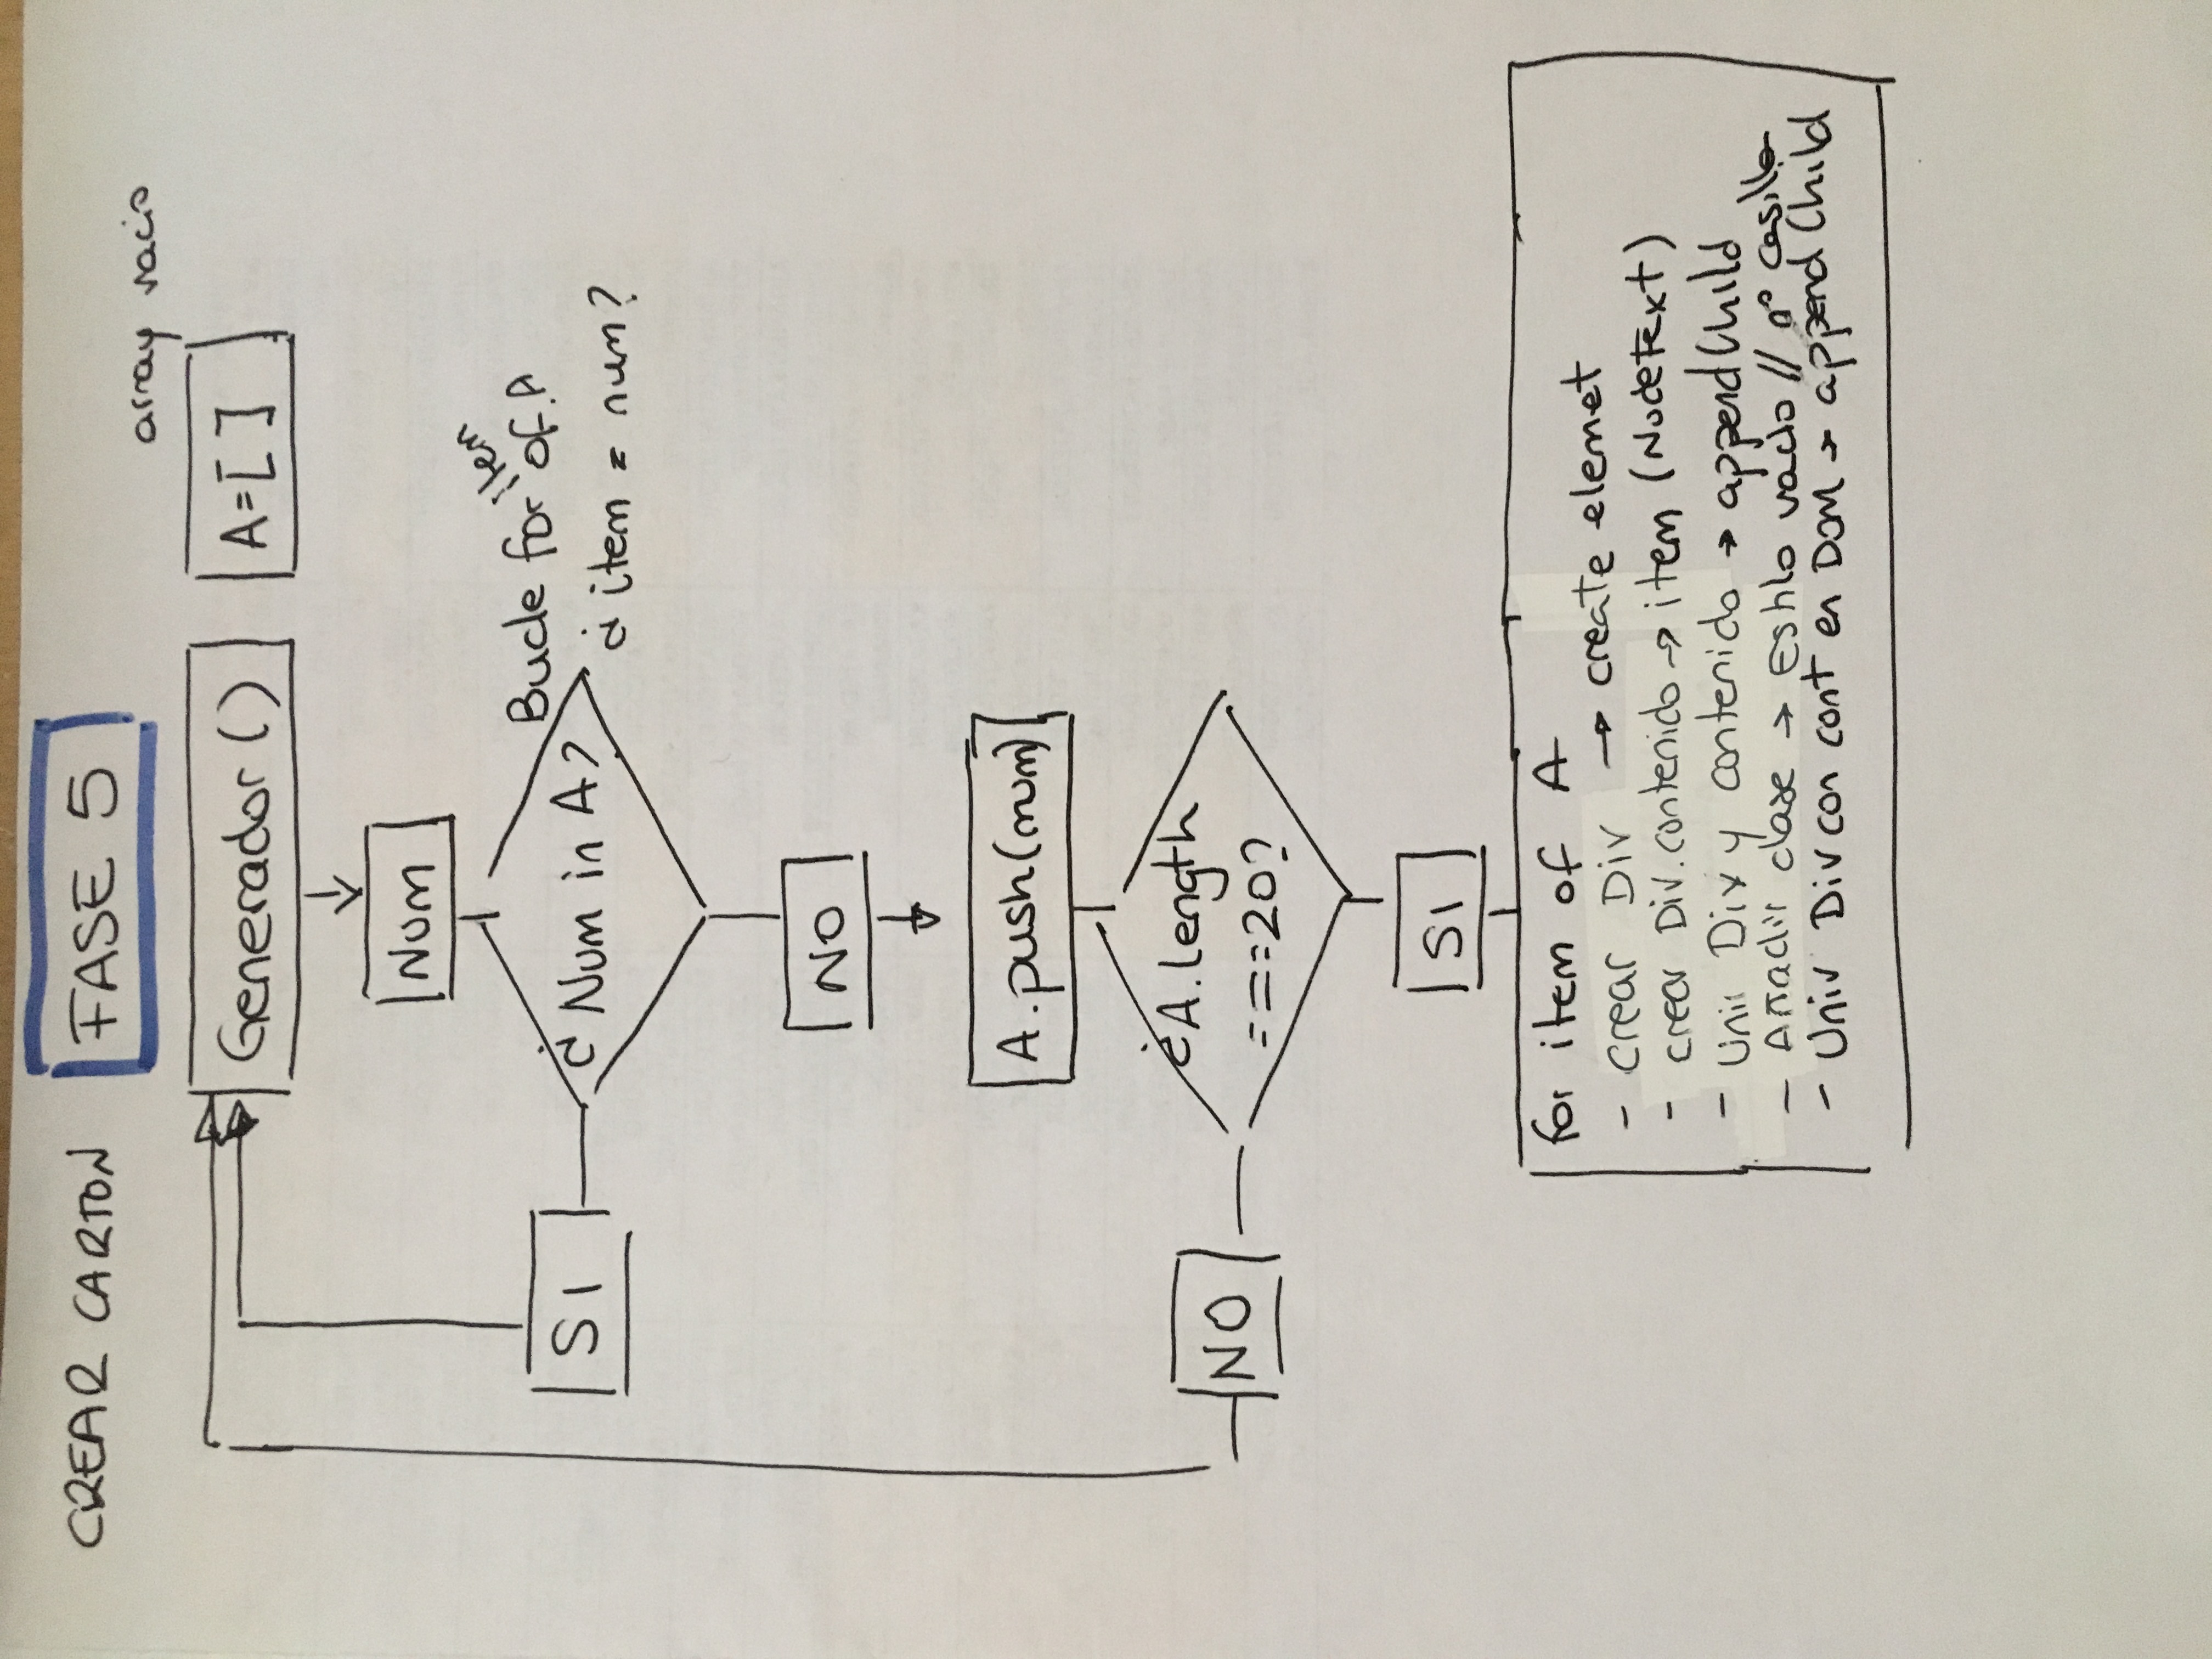 CREAR CARTON FASE 5
array vacio
Generador ()
A=[ ]
Num
Bucle for item of A
SI
¿Num in A?
¿item = num?
NO
A.push(num)
¿A.length
===20?
NO
SI
for item of A
- crear Div → create elemet
- crear Div.contenido → item (NodeText)
- Unir Div y contenido → appendChild
- Añadir clase → Estilo vacio // nº casilla
- Unir Div con cont en DOM → appendChild